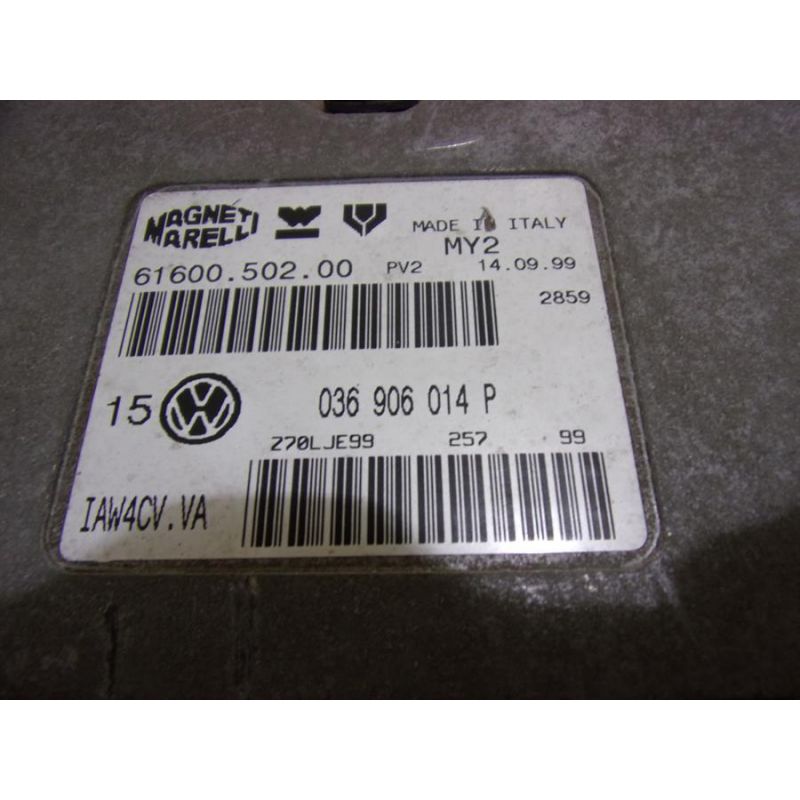 MAGNETI MARELLI
MADE IN ITALY
MY2
61600.502.00 PV2 14.09.99
2859
15 VW 036 906 014 P
Z70LJE99 257 99
IAW4CV.VA